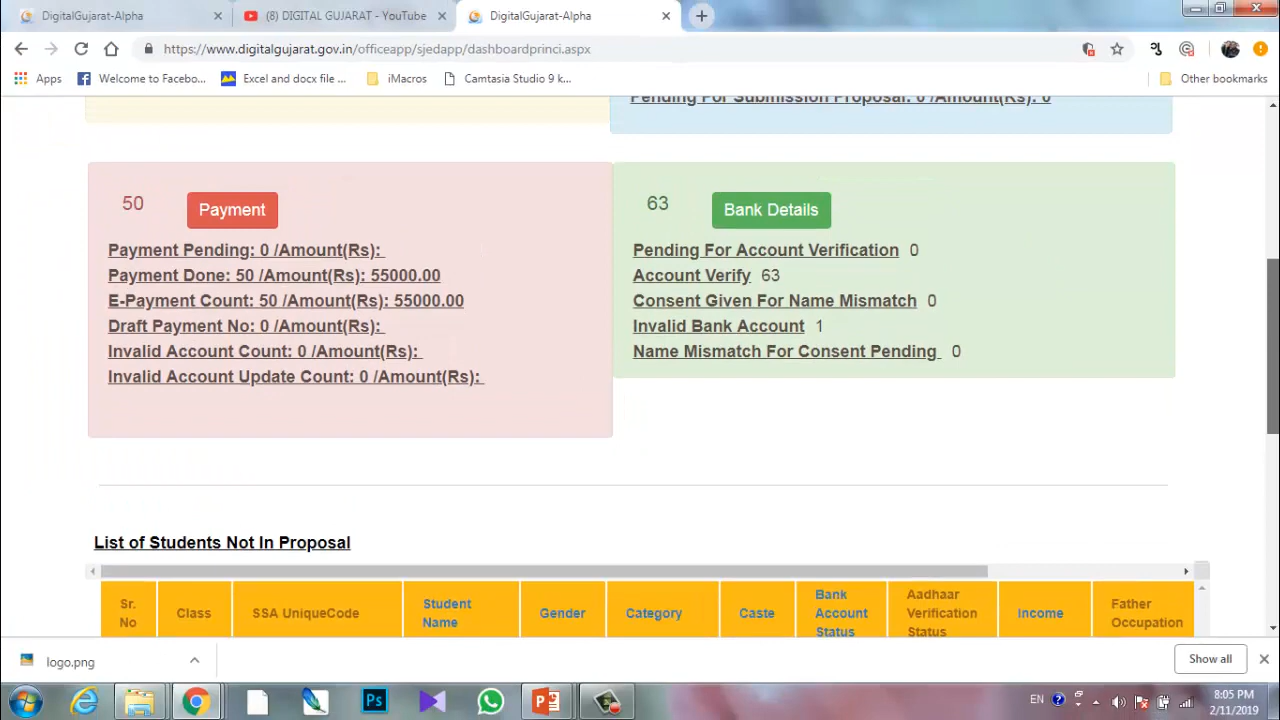 DigitalGujarat-Alpha
(8) DIGITAL GUJARAT - YouTube
DigitalGujarat-Alpha
https://www.digitalgujarat.gov.in/officeapp/sjedapp/dashboardprinci.aspx
Apps
Welcome to Facebo...
Excel and docx file ...
iMacros
Camtasia Studio 9 k...
Other bookmarks
Pending For Submission Proposal: 0 /Amount(Rs): 0
50
Payment
Payment Pending: 0 /Amount(Rs):
Payment Done: 50 /Amount(Rs): 55000.00
E-Payment Count: 50 /Amount(Rs): 55000.00
Draft Payment No: 0 /Amount(Rs):
Invalid Account Count: 0 /Amount(Rs):
Invalid Account Update Count: 0 /Amount(Rs):
63
Bank Details
Pending For Account Verification 0
Account Verify 63
Consent Given For Name Mismatch 0
Invalid Bank Account 1
Name Mismatch For Consent Pending 0
List of Students Not In Proposal
Sr. No
Class
SSA UniqueCode
Student Name
Gender
Category
Caste
Bank Account Status
Aadhaar Verification Status
Income
Father Occupation
logo.png
Show all
Ps
EN
8:05 PM
2/11/2019